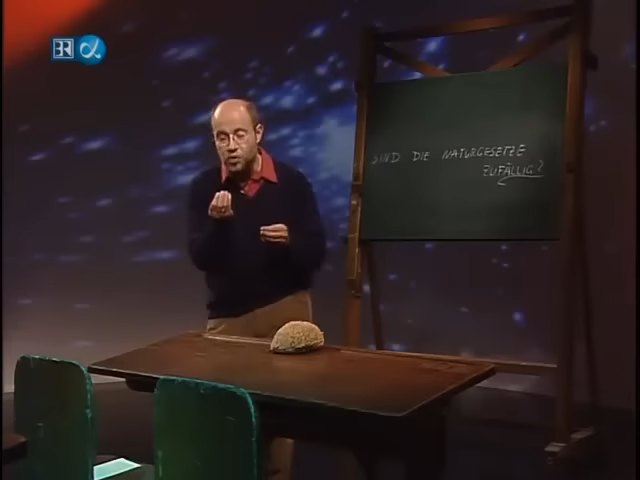 BR α
SIND DIE NATURGESETZE
ZUFÄLLIG?